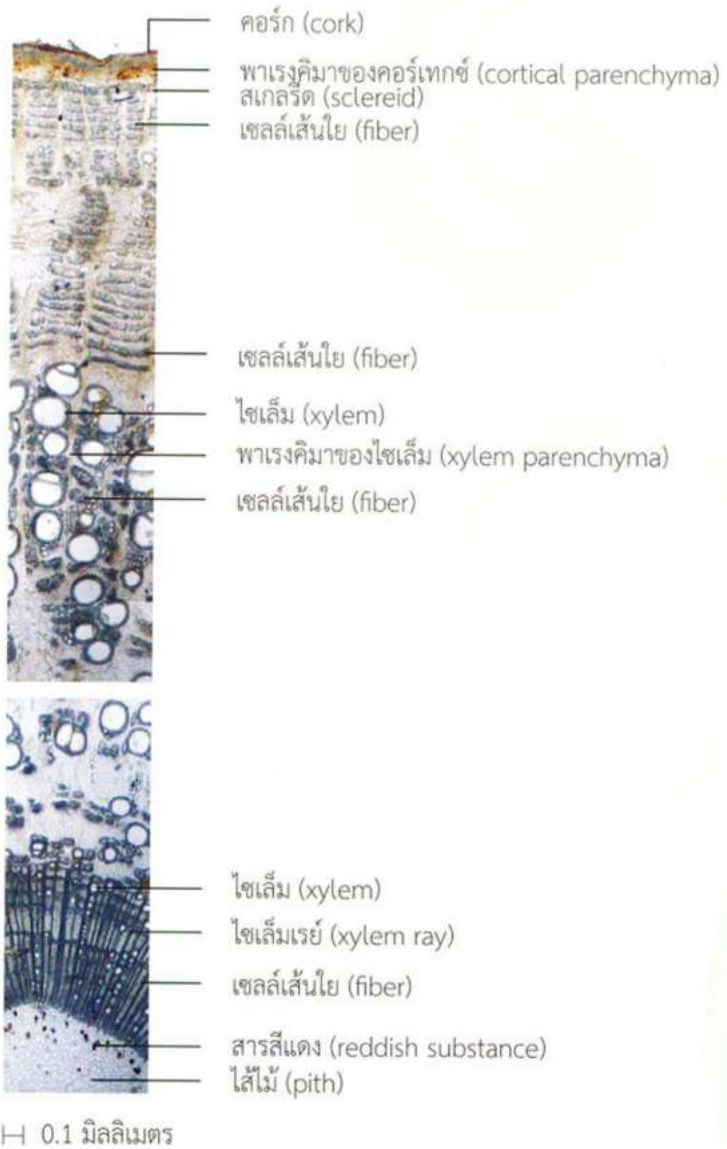 คอร์ก (cork)
พาเรงคิมาของคอร์เทกซ์ (cortical parenchyma)
สเกลรีด (sclereid)
เซลล์เส้นใย (fiber)
เซลล์เส้นใย (fiber)
ไซเล็ม (xylem)
พาเรงคิมาของไซเล็ม (xylem parenchyma)
เซลล์เส้นใย (fiber)
ไซเล็ม (xylem)
ไซเล็มเรย์ (xylem ray)
เซลล์เส้นใย (fiber)
สารสีแดง (reddish substance)
ไส้ไม้ (pith)
0.1 มิลลิเมตร